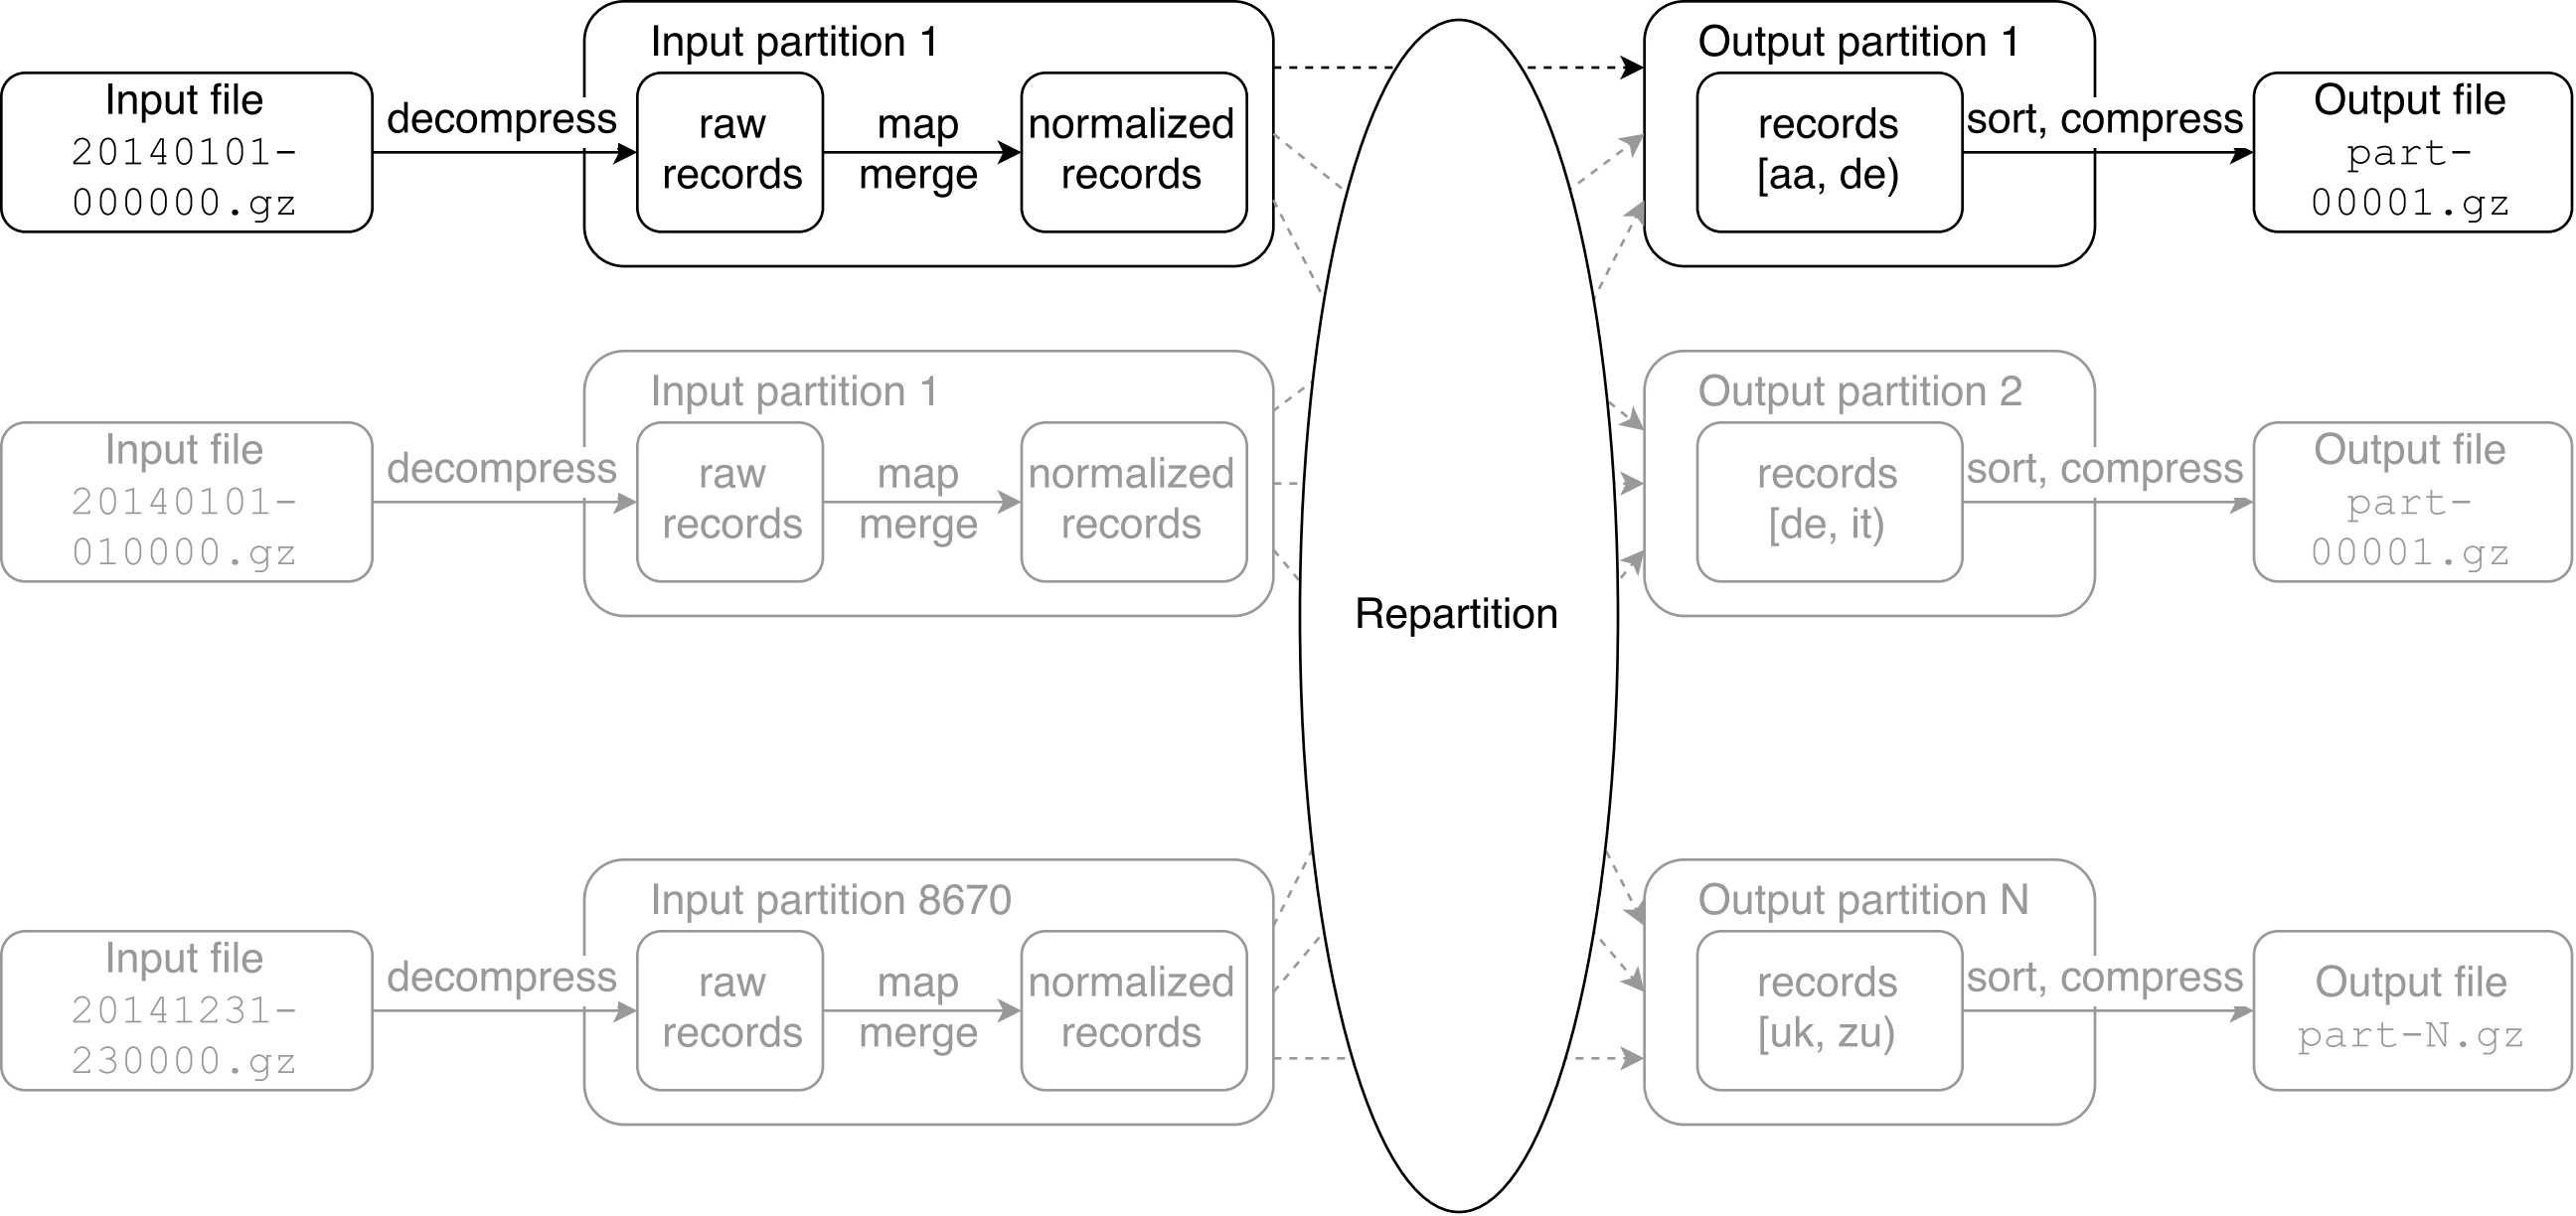 Input partition 1
Output partition 1
Input file
20140101-
000000.gz
decompress
raw
records
map
merge
normalized
records
records
[aa, de)
sort, compress
Output file
part-
00001.gz
Input partition 1
Output partition 2
Input file
20140101-
010000.gz
decompress
raw
records
map
merge
normalized
records
records
[de, it)
sort, compress
Output file
part-
00001.gz
Repartition
Input partition 8670
Output partition N
Input file
20141231-
230000.gz
decompress
raw
records
map
merge
normalized
records
records
[uk, zu)
sort, compress
Output file
part-N.gz